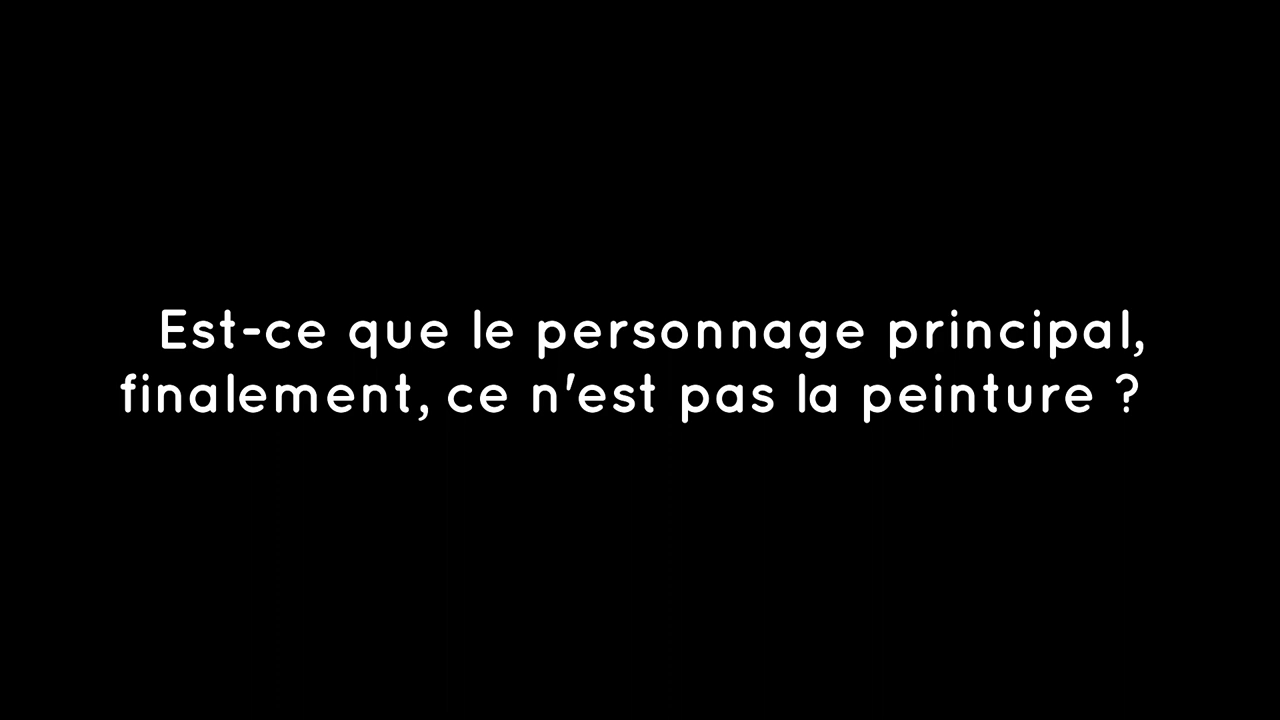 Est-ce que le personnage principal,
finalement, ce n'est pas la peinture ?